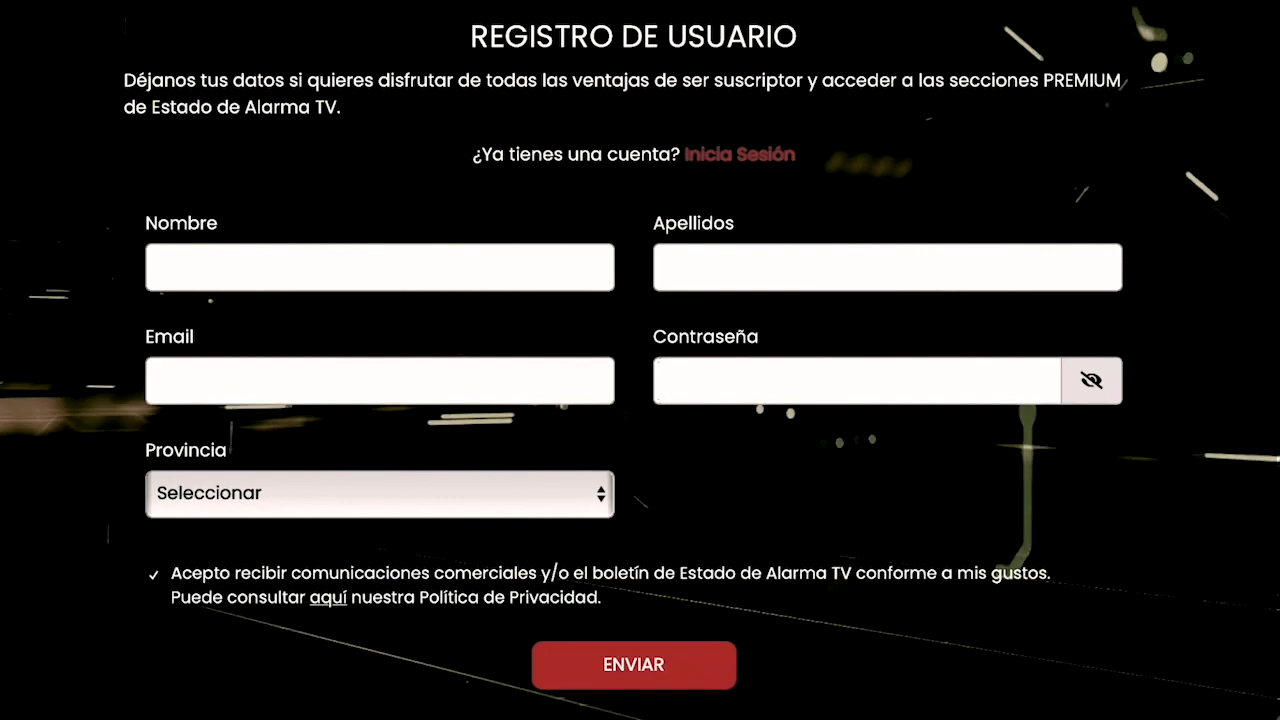 REGISTRO DE USUARIO
Déjanos tus datos si quieres disfrutar de todas las ventajas de ser suscriptor y acceder a las secciones PREMIUM
de Estado de Alarma TV.
¿Ya tienes una cuenta? Inicia Sesión
Nombre
Apellidos
Email
Contraseña
Provincia
Seleccionar
Acepto recibir comunicaciones comerciales y/o el boletín de Estado de Alarma TV conforme a mis gustos.
Puede consultar aquí nuestra Política de Privacidad.
ENVIAR